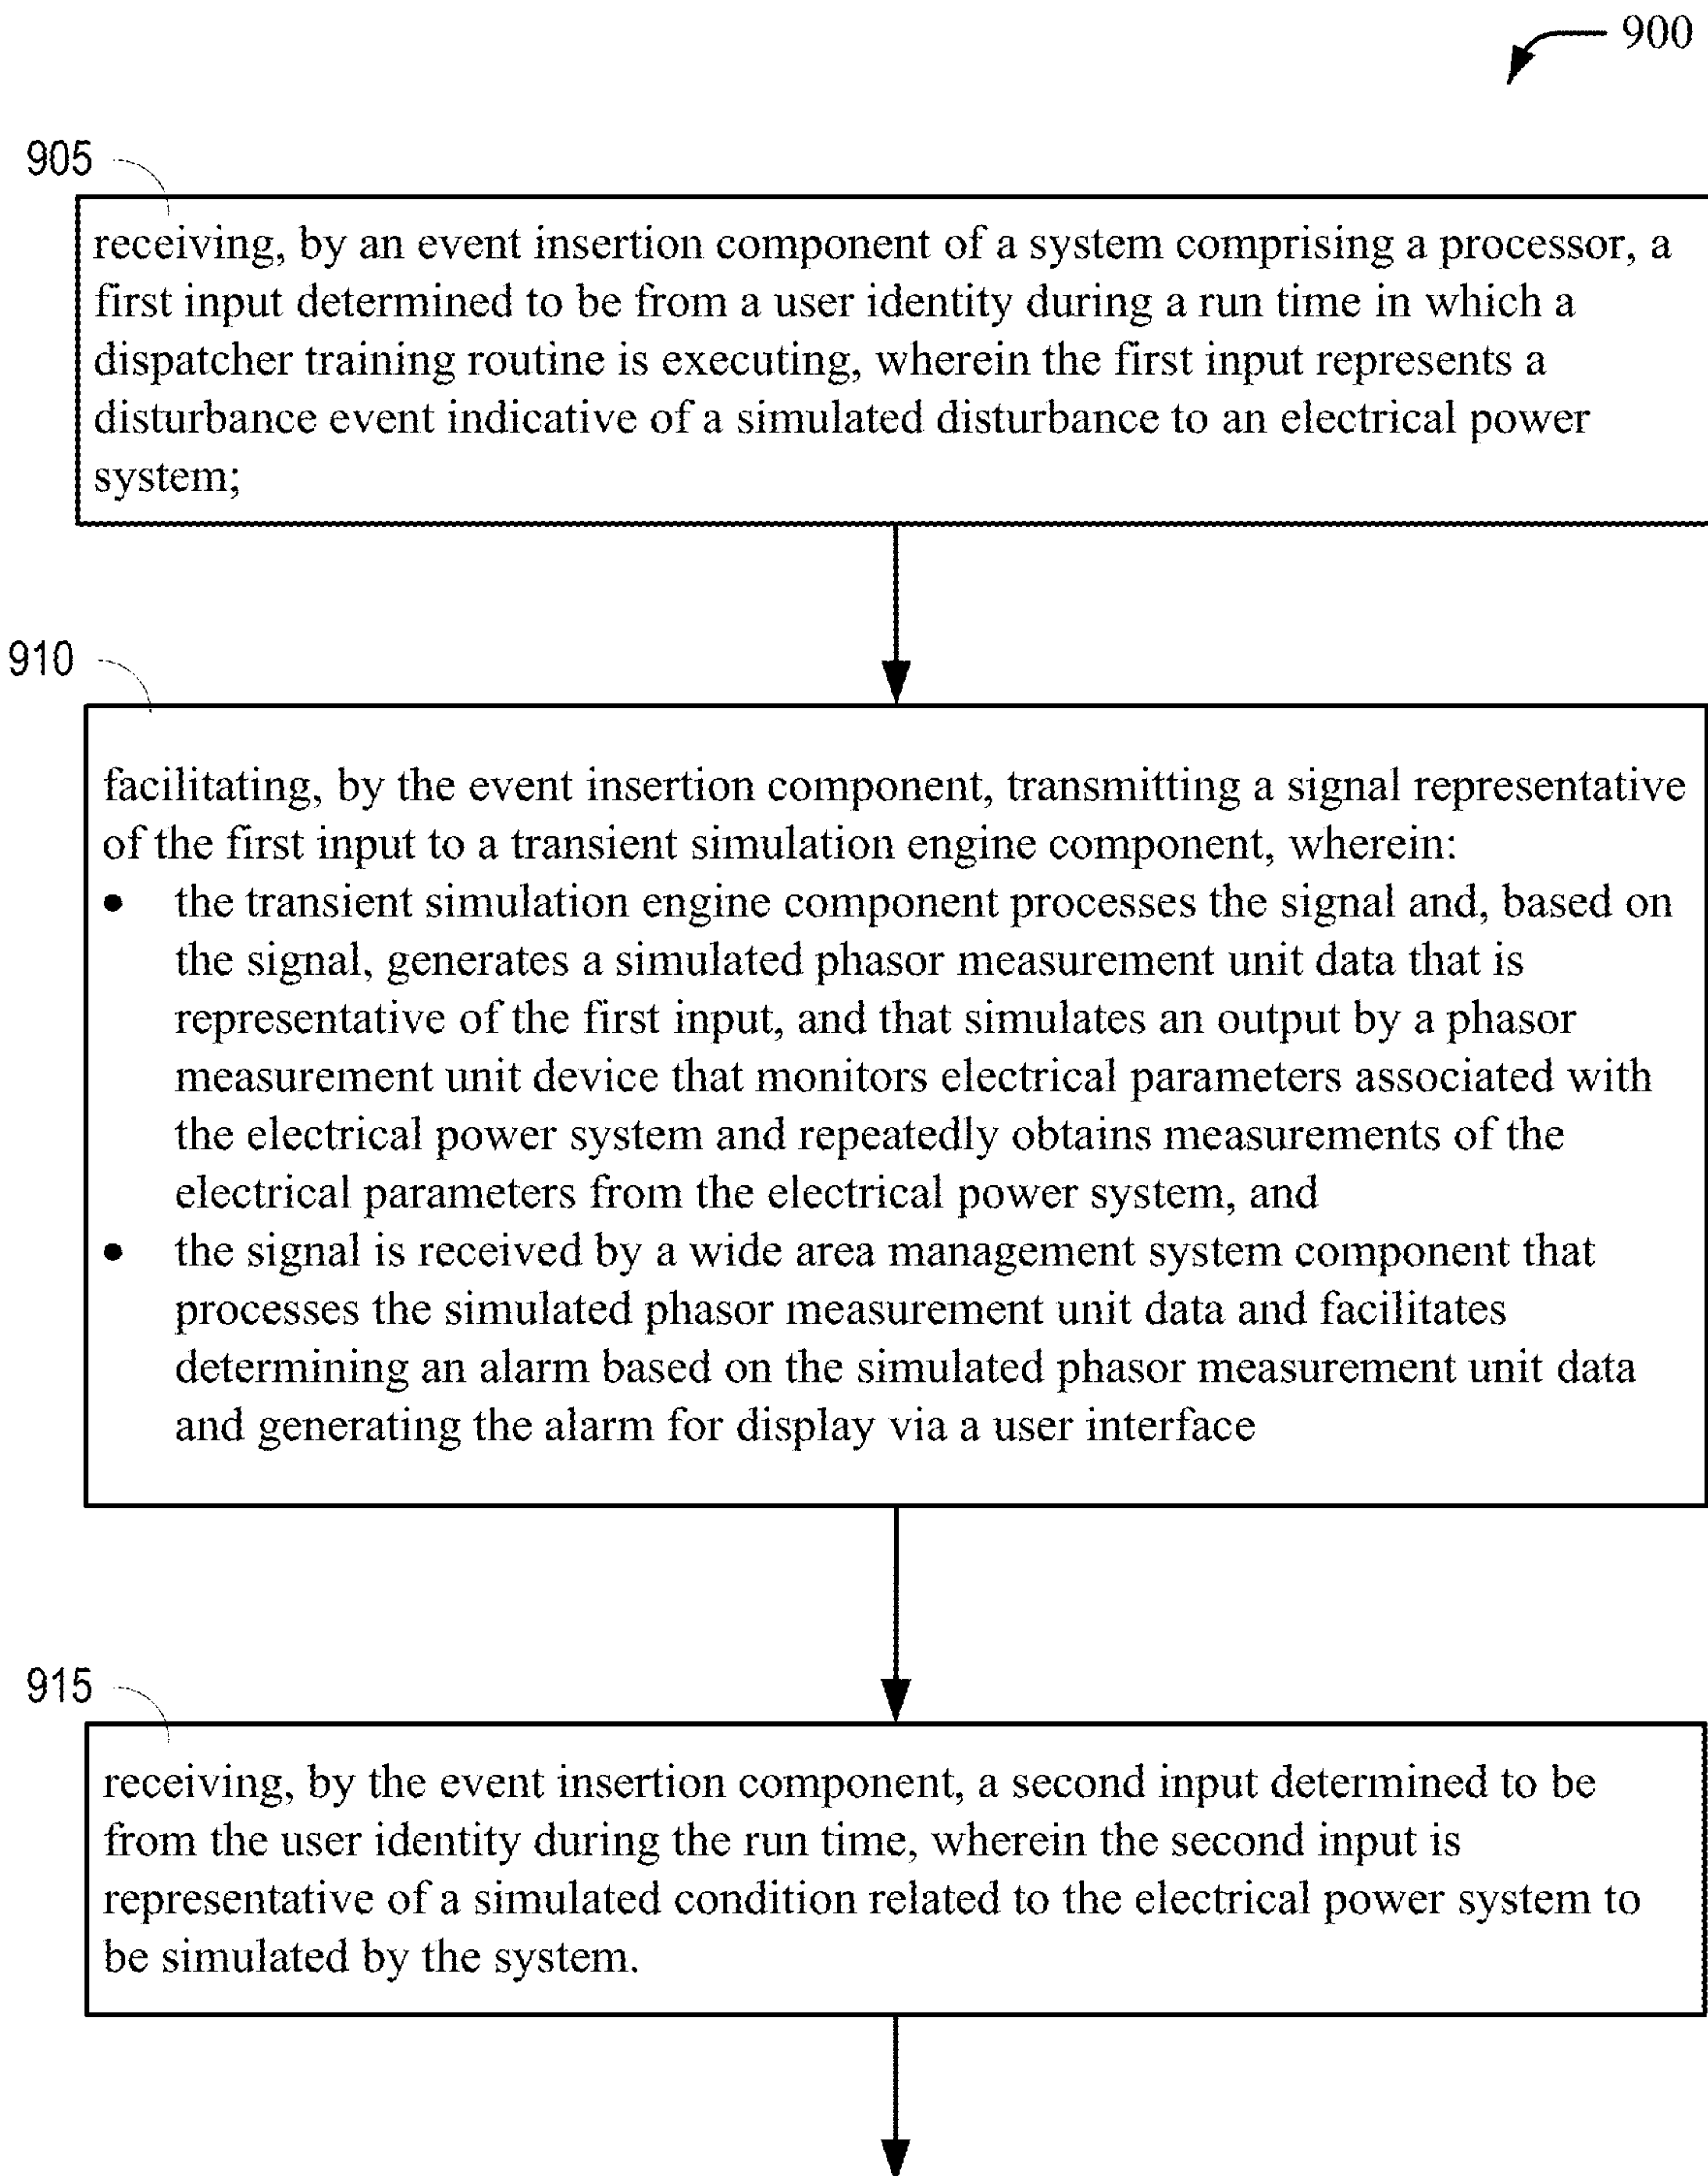 900
905
receiving, by an event insertion component of a system comprising a processor, a
first input determined to be from a user identity during a run time in which a
dispatcher training routine is executing, wherein the first input represents a
disturbance event indicative of a simulated disturbance to an electrical power
system;
910
facilitating, by the event insertion component, transmitting a signal representative
of the first input to a transient simulation engine component, wherein:
• the transient simulation engine component processes the signal and, based on
the signal, generates a simulated phasor measurement unit data that is
representative of the first input, and that simulates an output by a phasor
measurement unit device that monitors electrical parameters associated with
the electrical power system and repeatedly obtains measurements of the
electrical parameters from the electrical power system, and
• the signal is received by a wide area management system component that
processes the simulated phasor measurement unit data and facilitates
determining an alarm based on the simulated phasor measurement unit data
and generating the alarm for display via a user interface
915
receiving, by the event insertion component, a second input determined to be
from the user identity during the run time, wherein the second input is
representative of a simulated condition related to the electrical power system to
be simulated by the system.